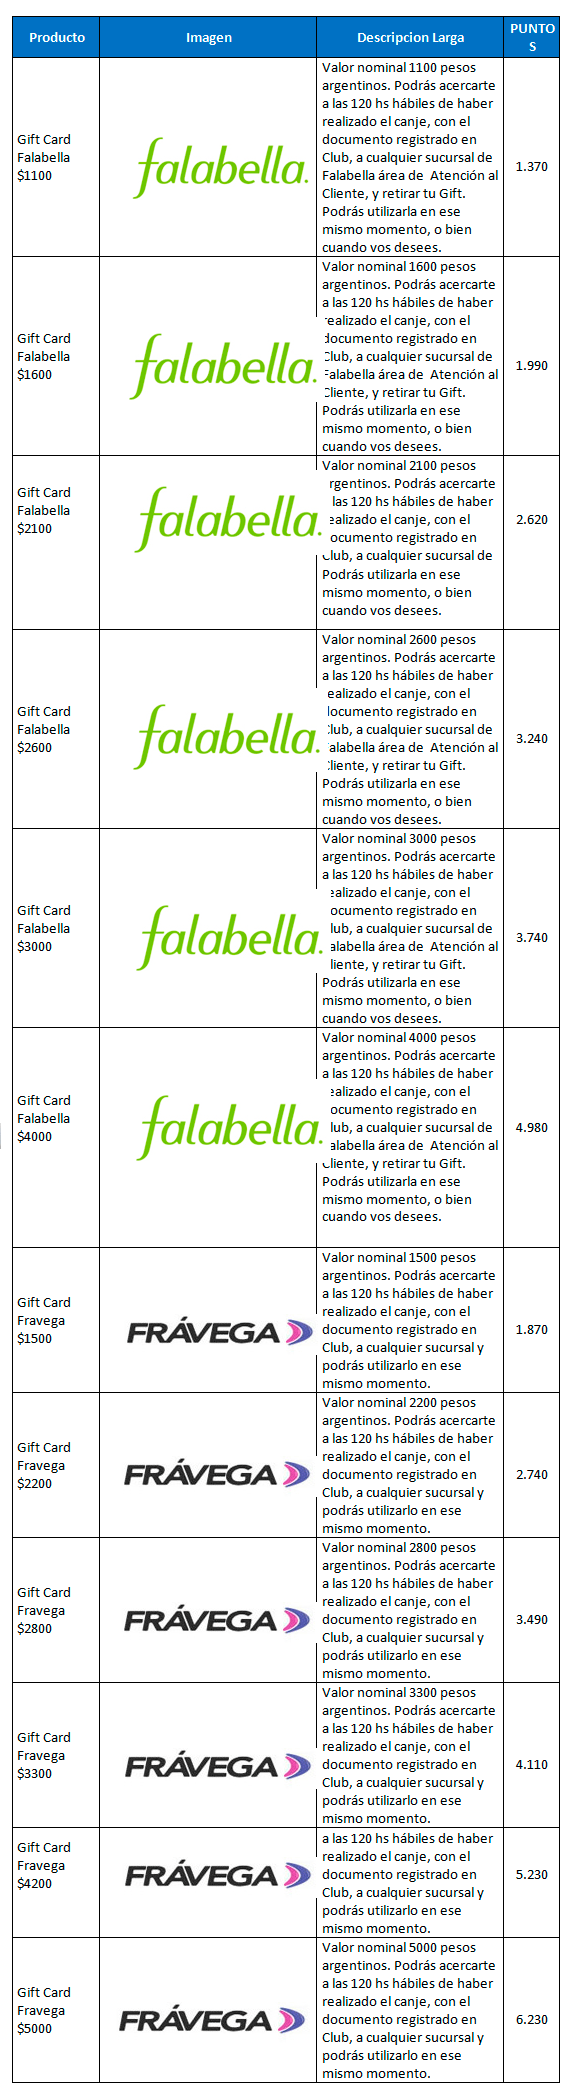 Producto
Imagen
Descripcion Larga
PUNTO
S
Gift Card
Falabella
$1100
falabella.
Valor nominal 1100 pesos
argentinos. Podrás acercarte
a las 120 hs hábiles de haber
realizado el canje, con el
documento registrado en
Club, a cualquier sucursal de
Falabella área de Atención al
Cliente, y retirar tu Gift.
Podrás utilizarla en ese
mismo momento, o bien
cuando vos desees.
1.370
Gift Card
Falabella
$1600
falabella.
Valor nominal 1600 pesos
argentinos. Podrás acercarte
a las 120 hs hábiles de haber
realizado el canje, con el
documento registrado en
Club, a cualquier sucursal de
Falabella área de Atención al
Cliente, y retirar tu Gift.
Podrás utilizarla en ese
mismo momento, o bien
cuando vos desees.
1.990
Gift Card
Falabella
$2100
falabella.
Valor nominal 2100 pesos
argentinos. Podrás acercarte
las 120 hs hábiles de haber
realizado el canje, con el
documento registrado en
Club, a cualquier sucursal de
Podrás utilizarla en ese
mismo momento, o bien
cuando vos desees.
2.620
Gift Card
Falabella
$2600
falabella.
Valor nominal 2600 pesos
argentinos. Podrás acercarte
a las 120 hs hábiles de haber
realizado el canje, con el
documento registrado en
Club, a cualquier sucursal de
Falabella área de Atención al
Cliente, y retirar tu Gift.
Podrás utilizarla en ese
mismo momento, o bien
cuando vos desees.
3.240
Gift Card
Falabella
$3000
falabella.
Valor nominal 3000 pesos
argentinos. Podrás acercarte
a las 120 hs hábiles de haber
realizado el canje, con el
documento registrado en
Club, a cualquier sucursal de
Falabella área de Atención al
Cliente, y retirar tu Gift.
Podrás utilizarla en ese
mismo momento, o bien
cuando vos desees.
3.740
Gift Card
Falabella
$4000
falabella.
Valor nominal 4000 pesos
argentinos. Podrás acercarte
a las 120 hs hábiles de haber
realizado el canje, con el
documento registrado en
Club, a cualquier sucursal de
Falabella área de Atención al
Cliente, y retirar tu Gift.
Podrás utilizarla en ese
mismo momento, o bien
cuando vos desees.
4.980
Gift Card
Fravega
$1500
FRÁVEGA
Valor nominal 1500 pesos
argentinos. Podrás acercarte
a las 120 hs hábiles de haber
realizado el canje, con el
documento registrado en
Club, a cualquier sucursal y
podrás utilizarlo en ese
mismo momento.
1.870
Gift Card
Fravega
$2200
FRÁVEGA
Valor nominal 2200 pesos
argentinos. Podrás acercarte
a las 120 hs hábiles de haber
realizado el canje, con el
documento registrado en
Club, a cualquier sucursal y
podrás utilizarlo en ese
mismo momento.
2.740
Gift Card
Fravega
$2800
FRÁVEGA
Valor nominal 2800 pesos
argentinos. Podrás acercarte
a las 120 hs hábiles de haber
realizado el canje, con el
documento registrado en
Club, a cualquier sucursal y
podrás utilizarlo en ese
mismo momento.
3.490
Gift Card
Fravega
$3300
FRÁVEGA
Valor nominal 3300 pesos
argentinos. Podrás acercarte
a las 120 hs hábiles de haber
realizado el canje, con el
documento registrado en
Club, a cualquier sucursal y
podrás utilizarlo en ese
mismo momento.
4.110
Gift Card
Fravega
$4200
FRÁVEGA
a las 120 hs hábiles de haber
realizado el canje, con el
documento registrado en
Club, a cualquier sucursal y
podrás utilizarlo en ese
mismo momento.
5.230
Gift Card
Fravega
$5000
FRÁVEGA
Valor nominal 5000 pesos
argentinos. Podrás acercarte
a las 120 hs hábiles de haber
realizado el canje, con el
documento registrado en
Club, a cualquier sucursal y
podrás utilizarlo en ese
mismo momento.
6.230